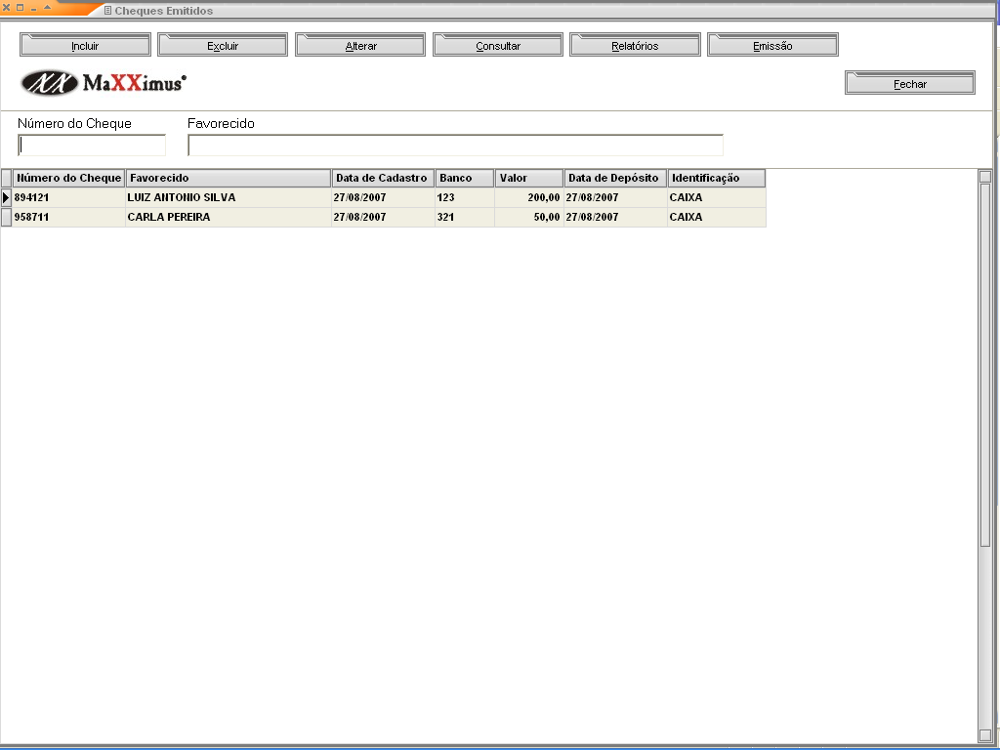 Cheques Emitidos
Incluir Excluir Alterar Consultar Relatórios Emissão
MaXXimus
Fechar
Número do Cheque Favorecido
Número do Cheque Favorecido Data de Cadastro Banco Valor Data de Depósito Identificação
894121 LUIZ ANTONIO SILVA 27/08/2007 123 200,00 27/08/2007 CAIXA
958711 CARLA PEREIRA 27/08/2007 321 50,00 27/08/2007 CAIXA